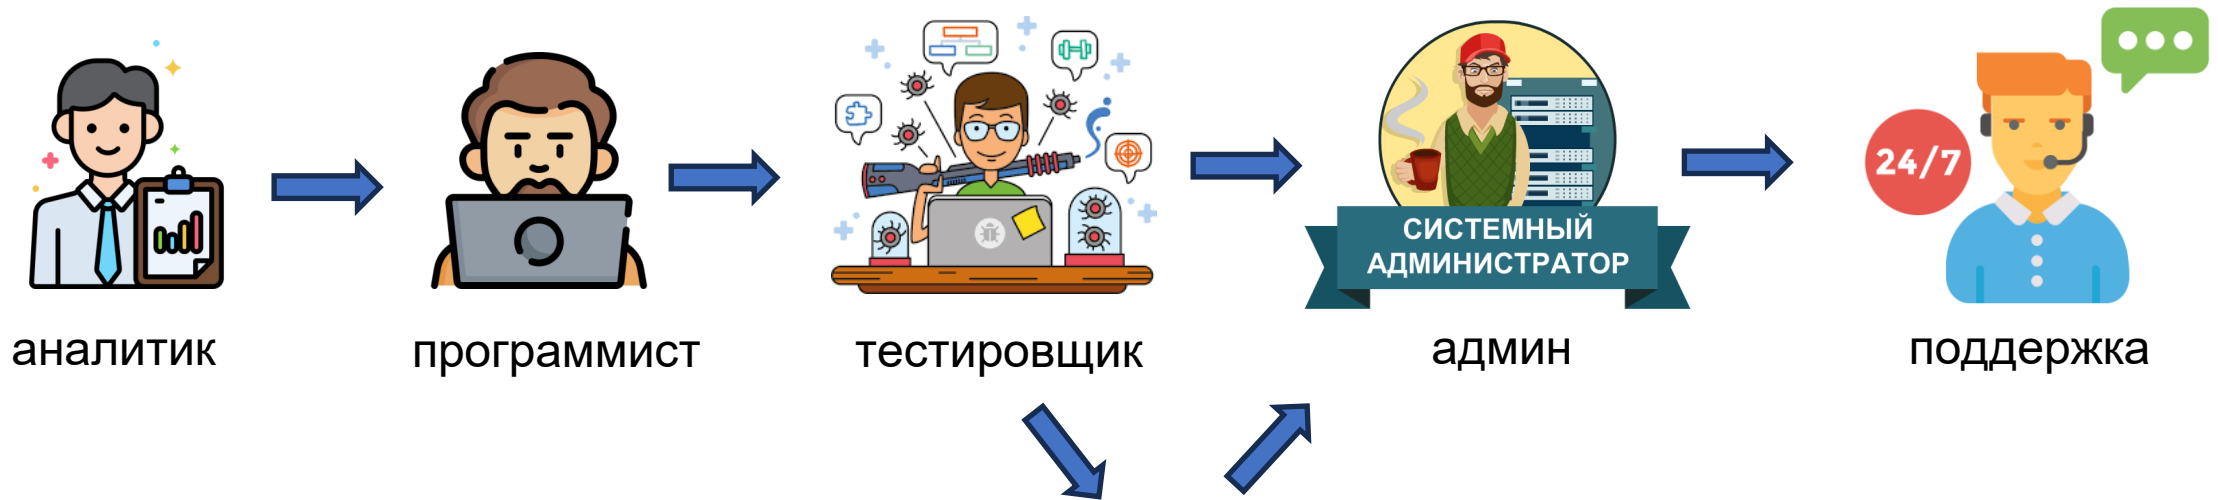 24/7
СИСТЕМНЫЙ
АДМИНИСТРАТОР
аналитик
программист
тестировщик
админ
поддержка